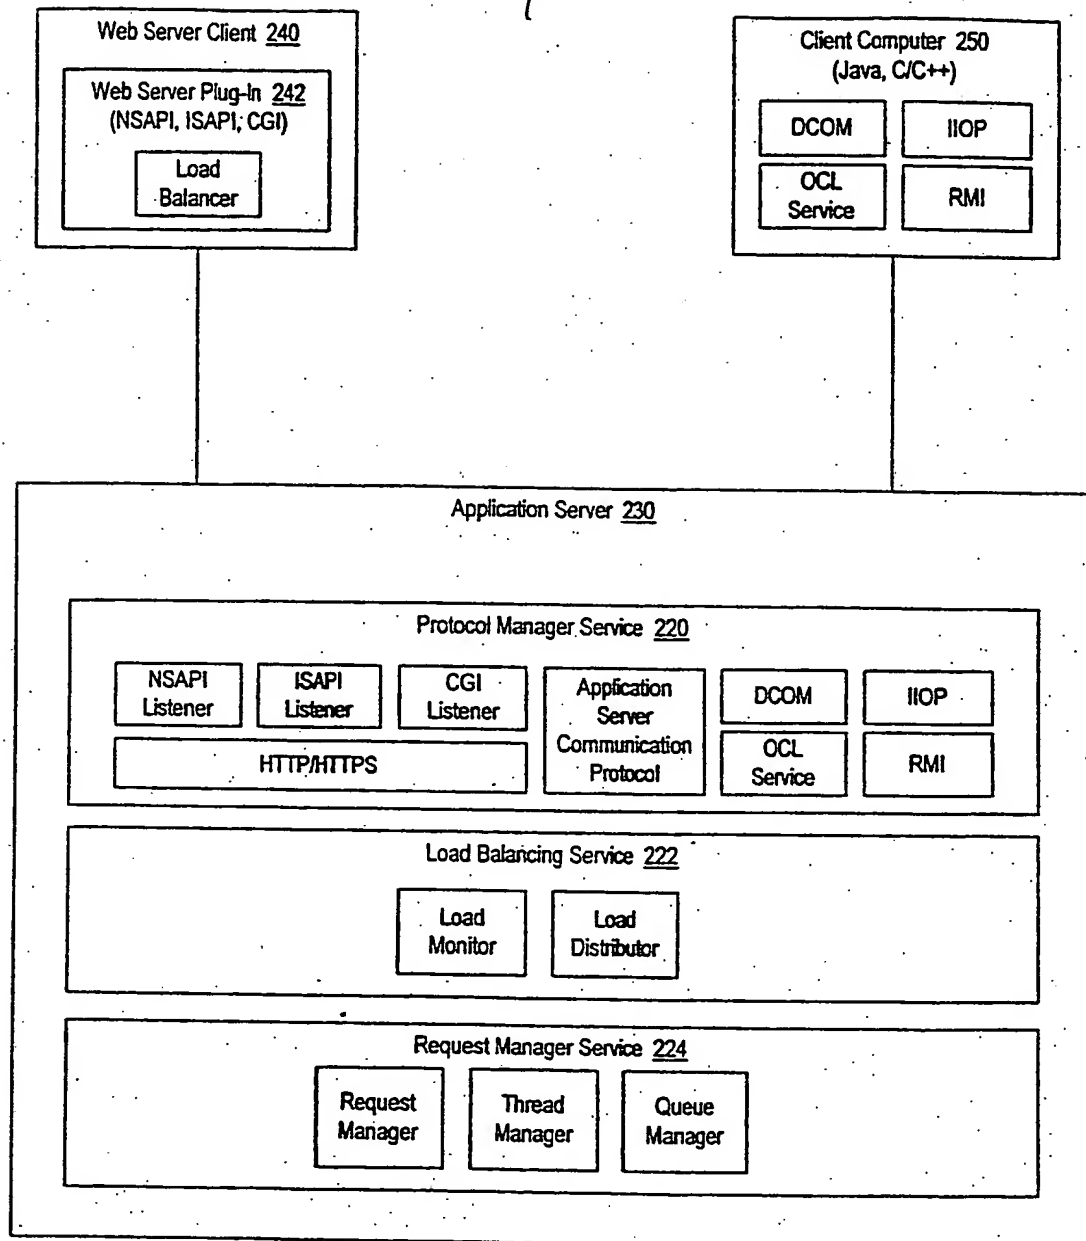 Web Server Client 240
Web Server Plug-In 242
(NSAPI, ISAPI, CGI)
Load
Balancer
Client Computer 250
(Java, C/C++)
DCOM
IIOP
OCL
Service
RMI
Application Server 230
Protocol Manager Service 220
NSAPI
Listener
ISAPI
Listener
CGI
Listener
HTTP/HTTPS
Application
Server
Communication
Protocol
DCOM
IIOP
OCL
Service
RMI
Load Balancing Service 222
Load
Monitor
Load
Distributor
Request Manager Service 224
Request
Manager
Thread
Manager
Queue
Manager